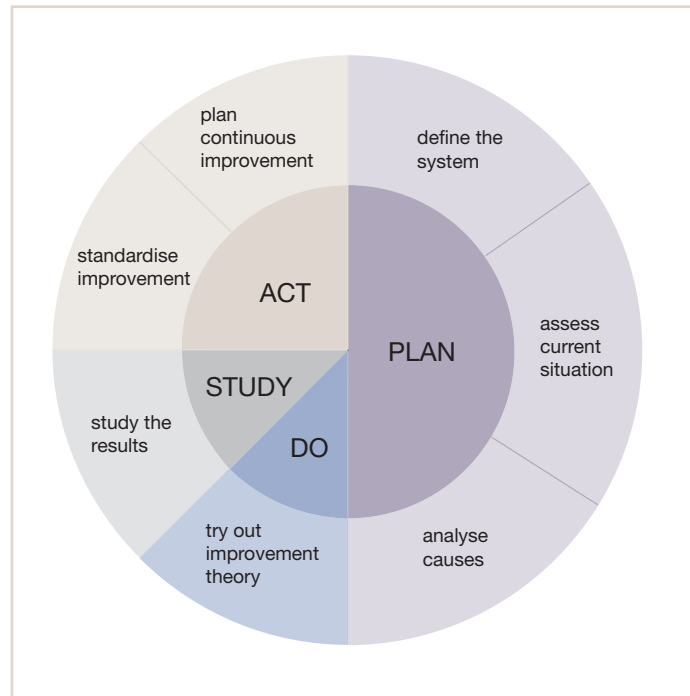 plan
continuous
improvement
define the
system
standardise
improvement
ACT
assess
current
situation
PLAN
STUDY
study the
results
DO
try out
improvement
theory
analyse
causes